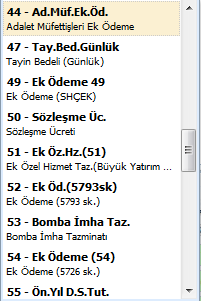 44 - Ad.Müf.Ek.Öd.
Adalet Müfettişleri Ek Ödeme
47 - Tay.Bed.Günlük
Tayin Bedeli (Günlük)
49 - Ek Ödeme 49
Ek Ödeme (SHÇEK)
50 - Sözleşme Üc.
Sözleşme Ücreti
51 - Ek Öz.Hz.(51)
Ek Özel Hizmet Taz.(Büyük Yatırım ...
52 - Ek Öd.(5793sk)
Ek Ödeme (5793 sk.)
53 - Bomba İmha Taz.
Bomba İmha Tazminatı
54 - Ek Ödeme (54)
Ek Ödeme (5726 sk.)
55 - Ön.Yıl D.S.Tut.